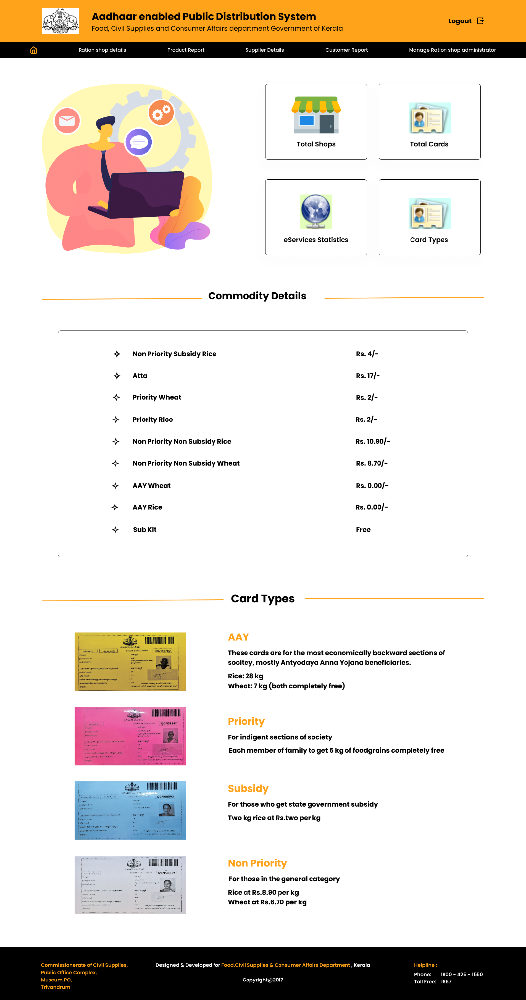 Aadhaar enabled Public Distribution System
Food, Civil Supplies and Consumer Affairs department Government of Kerala
Logout
Ration shop details
Product Report
Supplier Details
Customer Report
Manage Ration shop administrator
Total Shops
Total Cards
eServices Statistics
Card Types
Commodity Details
Non Priority Subsidy Rice Rs. 4/-
Atta Rs. 17/-
Priority Wheat Rs. 2/-
Priority Rice Rs. 2/-
Non Priority Non Subsidy Rice Rs. 10.90/-
Non Priority Non Subsidy Wheat Rs. 8.70/-
AAY Wheat Rs. 0.00/-
AAY Rice Rs. 0.00/-
Sub Kit Free
Card Types
റേഷൻ കാർഡ്
1207158780
AAY
These cards are for the most economically backward sections of
socitey, mostly Antyodaya Anna Yojana beneficiaries.
Rice: 28 kg
Wheat: 7 kg (both completely free)
1207158347
Priority
For indigent sections of society
Each member of family to get 5 kg of foodgrains completely free
1207168593
Subsidy
For those who get state government subsidy
Two kg rice at Rs.two per kg
Non Priority
For those in the general category
Rice at Rs.8.90 per kg
Wheat at Rs.6.70 per kg
Commissionerate of Civil Supplies,
Public Office Complex,
Museum PO,
Trivandrum
Designed & Developed for Food,Civil Supplies & Consumer Affairs Department , Kerala
Copyright@2017
Helpline :
Phone: 1800 - 425 - 1550
Toll Free: 1967